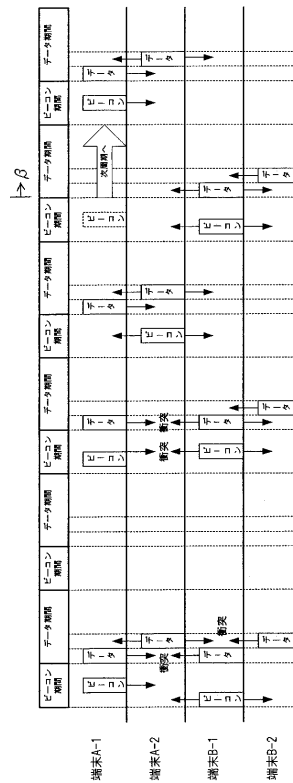 β
ビーコン期間
データ期間
ビーコン期間
データ期間
ビーコン期間
データ期間
ビーコン期間
データ期間
ビーコン期間
データ期間
ビーコン期間
データ期間
端末A-1
ビーコン
データ
ビーコン
データ
データ
ビーコン
次周期へ
ビーコン
データ
端末A-2
衝突
データ
衝突
衝突
ビーコン
データ
データ
端末B-1
ビーコン
データ
衝突
ビーコン
データ
ビーコン
データ
端末B-2
データ
データ
データ